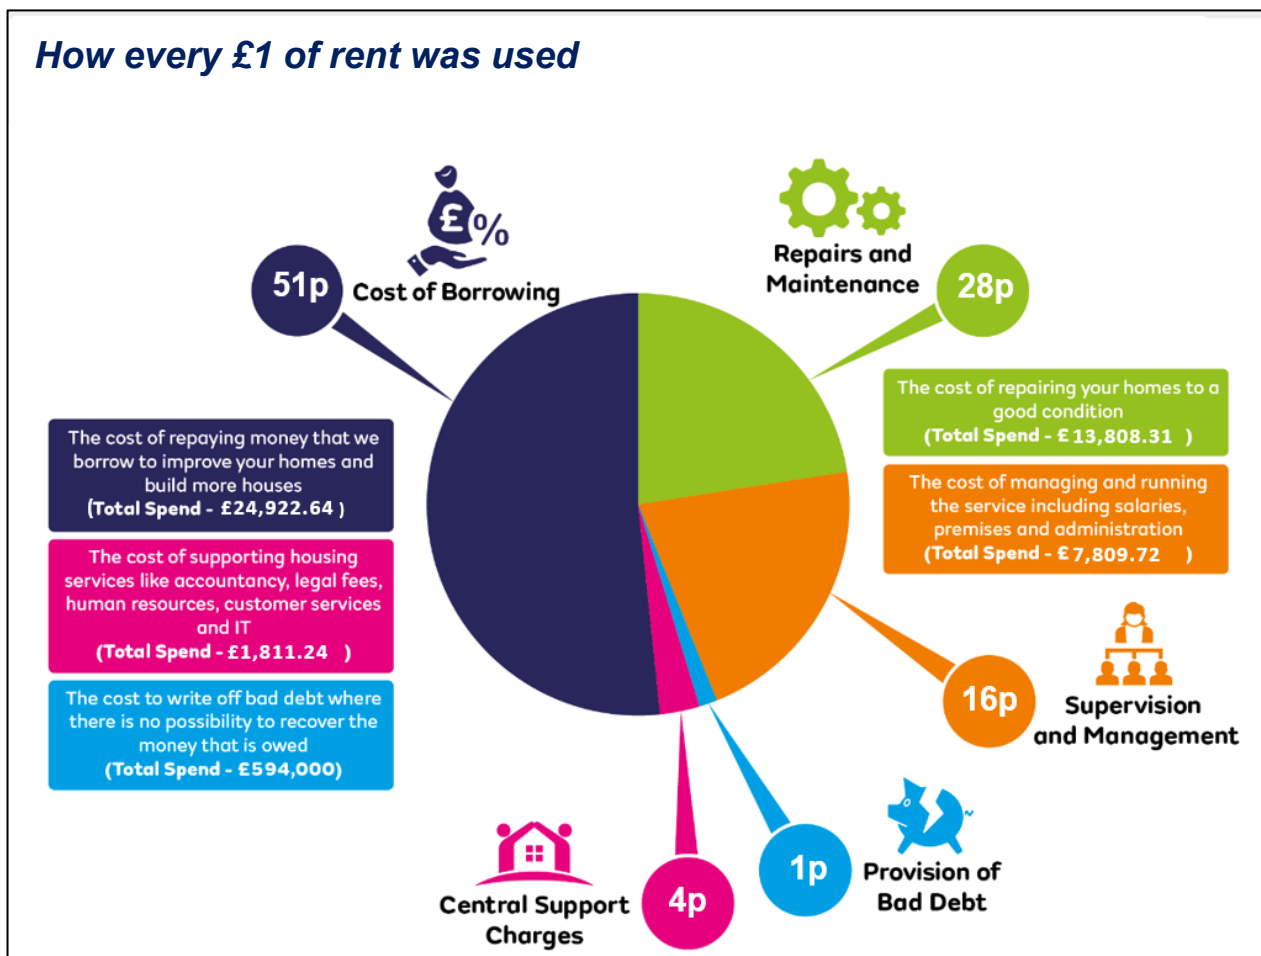 How every £1 of rent was used
£
%
51p
Cost of Borrowing
Repairs and
Maintenance
28p
The cost of repairing your homes to a
good condition
(Total Spend - £ 13,808.31 )
The cost of repaying money that we
borrow to improve your homes and
build more houses
(Total Spend - £24,922.64 )
The cost of managing and running
the service including salaries,
premises and administration
(Total Spend - £ 7,809.72 )
The cost of supporting housing
services like accountancy, legal fees,
human resources, customer services
and IT
(Total Spend - £1,811.24 )
The cost to write off bad debt where
there is no possibility to recover the
money that is owed
(Total Spend - £594,000)
16p
Supervision
and Management
1p
Provision of
Bad Debt
Central Support
Charges
4p